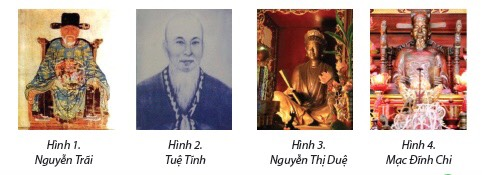 Hình 1.
Nguyễn Trãi
Hình 2.
Tuệ Tĩnh
Hình 3.
Nguyễn Thị Duệ
Hình 4.
Mạc Đĩnh Chi